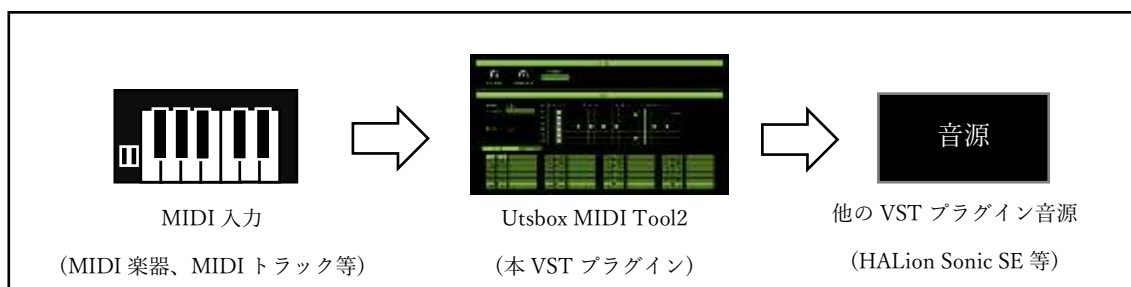 音源
MIDI 入力
(MIDI 楽器、MIDI トラック等)
Utsbox MIDI Tool2
(本 VST プラグイン)
他の VST プラグイン音源
(HALion Sonic SE 等)